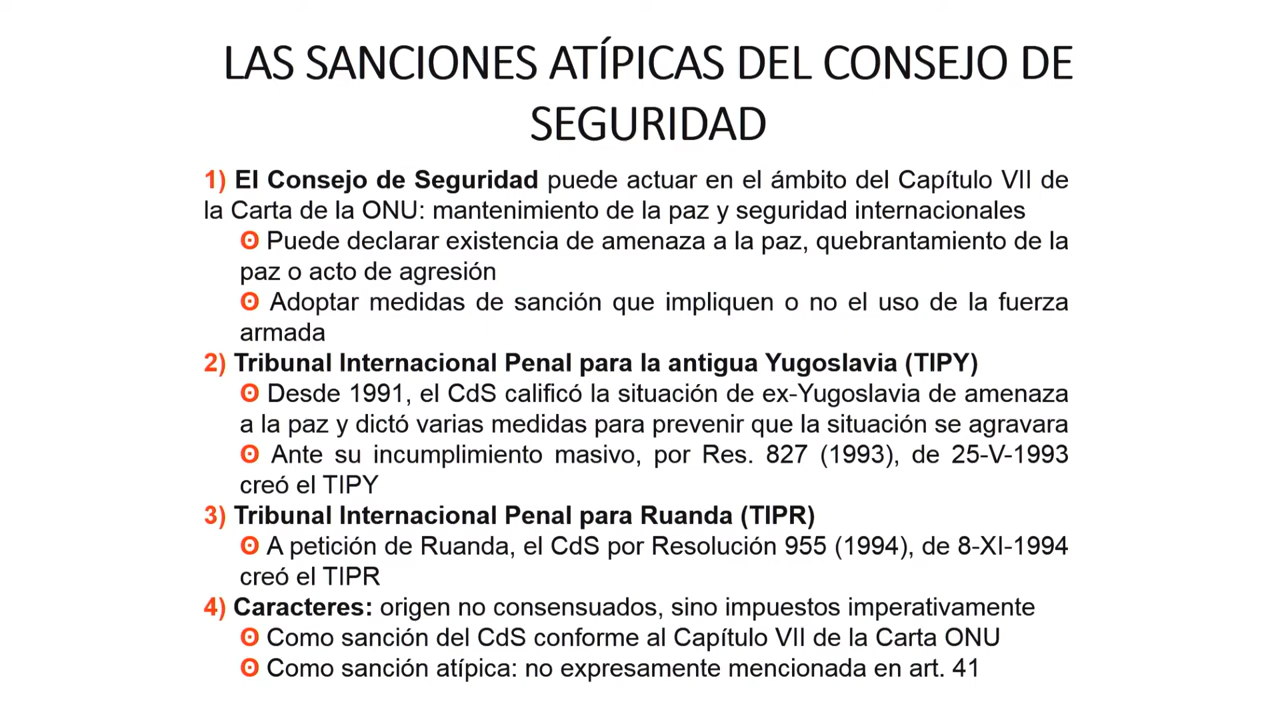 LAS SANCIONES ATÍPICAS DEL CONSEJO DE
SEGURIDAD
1) El Consejo de Seguridad puede actuar en el ámbito del Capítulo VII de
la Carta de la ONU: mantenimiento de la paz y seguridad internacionales
ʘ Puede declarar existencia de amenaza a la paz, quebrantamiento de la
paz o acto de agresión
ʘ Adoptar medidas de sanción que impliquen o no el uso de la fuerza
armada
2) Tribunal Internacional Penal para la antigua Yugoslavia (TIPY)
ʘ Desde 1991, el CdS calificó la situación de ex-Yugoslavia de amenaza
a la paz y dictó varias medidas para prevenir que la situación se agravara
ʘ Ante su incumplimiento masivo, por Res. 827 (1993), de 25-V-1993
creó el TIPY
3) Tribunal Internacional Penal para Ruanda (TIPR)
ʘ A petición de Ruanda, el CdS por Resolución 955 (1994), de 8-XI-1994
creó el TIPR
4) Caracteres: origen no consensuados, sino impuestos imperativamente
ʘ Como sanción del CdS conforme al Capítulo VII de la Carta ONU
ʘ Como sanción atípica: no expresamente mencionada en art. 41